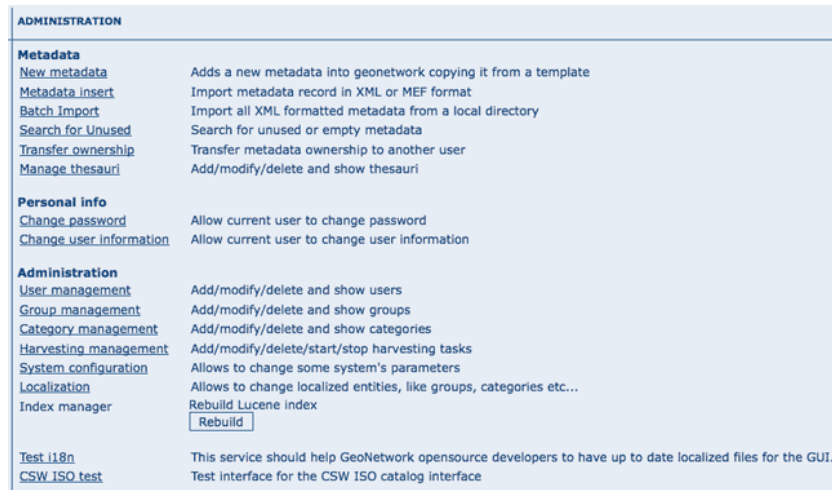 ADMINISTRATION
Metadata
New metadata Adds a new metadata into geonetwork copying it from a template
Metadata insert Import metadata record in XML or MEF format
Batch Import Import all XML formatted metadata from a local directory
Search for Unused Search for unused or empty metadata
Transfer ownership Transfer metadata ownership to another user
Manage thesauri Add/modify/delete and show thesauri
Personal info
Change password Allow current user to change password
Change user information Allow current user to change user information
Administration
User management Add/modify/delete and show users
Group management Add/modify/delete and show groups
Category management Add/modify/delete and show categories
Harvesting management Add/modify/delete/start/stop harvesting tasks
System configuration Allows to change some system's parameters
Localization Allows to change localized entities, like groups, categories etc...
Index manager Rebuild Lucene index
Rebuild
Test i18n This service should help GeoNetwork opensource developers to have up to date localized files for the GUI.
CSW ISO test Test interface for the CSW ISO catalog interface